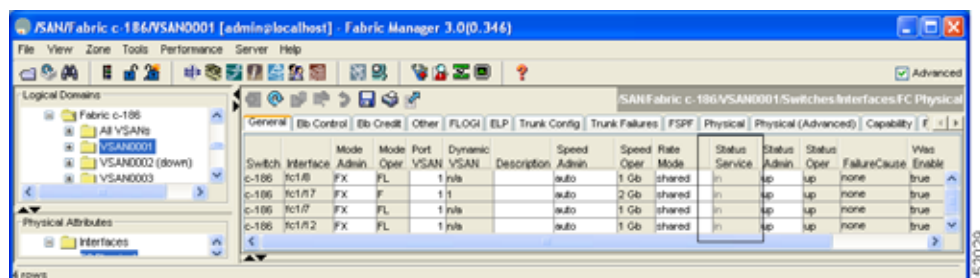 /SAN/Fabric c-186/VSAN0001 [admin@localhost] - Fabric Manager 3.0(0.346)
File View Zone Tools Performance Server Help
Advanced
Logical Domains
/SAN/Fabric c-186/VSAN0001/Switches/Interfaces/FC Physical
Fabric c-186
All VSANs
VSAN0001
VSAN0002 (down)
VSAN0003
General Bb Control Bb Credit Other FLOGI ELP Trunk Config Trunk Failures FSPF Physical Physical (Advanced) Capability
Switch Interface Mode Admin Mode Oper Port VSAN Dynamic VSAN Description Speed Admin Speed Oper Rate Mode Status Service Status Admin Status Oper FailureCause Was Enable
c-186 fc1/8 FX FL 1 n/a auto 1 Gb shared in up up none true
c-186 fc1/17 FX F 1 1 auto 2 Gb shared in up up none true
c-186 fc1/7 FX FL 1 n/a auto 1 Gb shared in up up none true
c-186 fc1/12 FX FL 1 n/a auto 1 Gb shared in up up none true
Physical Attributes
Interfaces
4 rows